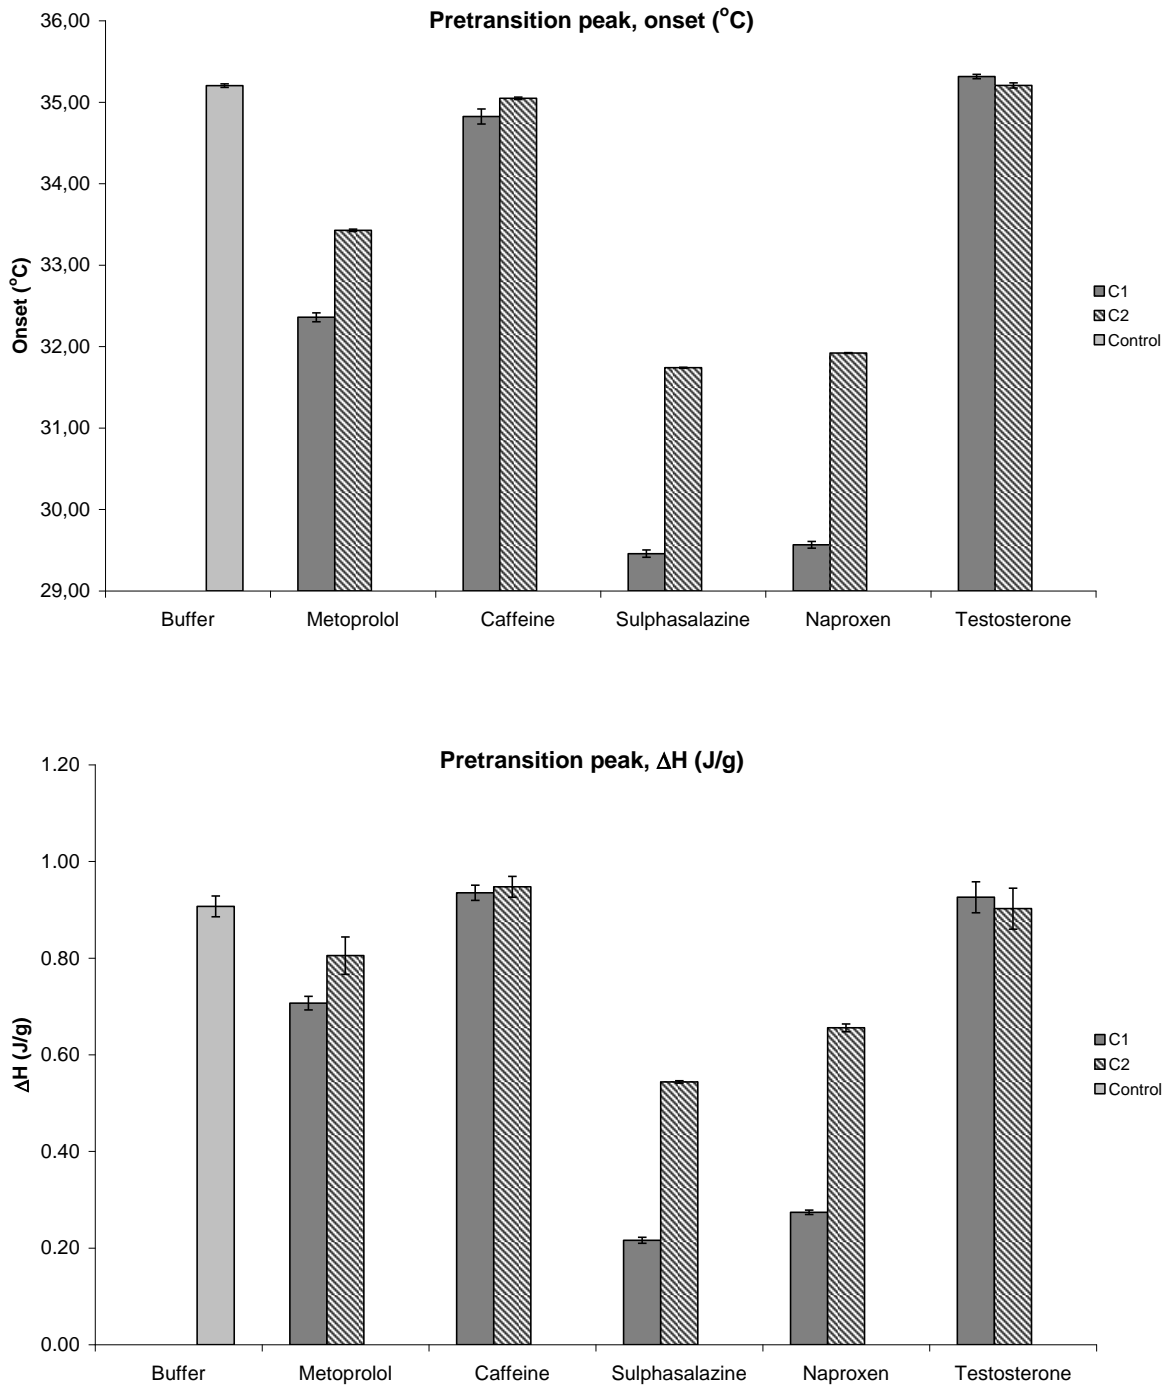 Pretransition peak, onset (°C)
36,00
35,00
34,00
33,00
32,00
31,00
30,00
29,00
Onset (°C)
Buffer Metoprolol Caffeine Sulphasalazine Naproxen Testosterone
C1
C2
Control
Pretransition peak, ΔH (J/g)
1.20
1.00
0.80
0.60
0.40
0.20
0.00
ΔH (J/g)
Buffer Metoprolol Caffeine Sulphasalazine Naproxen Testosterone
C1
C2
Control